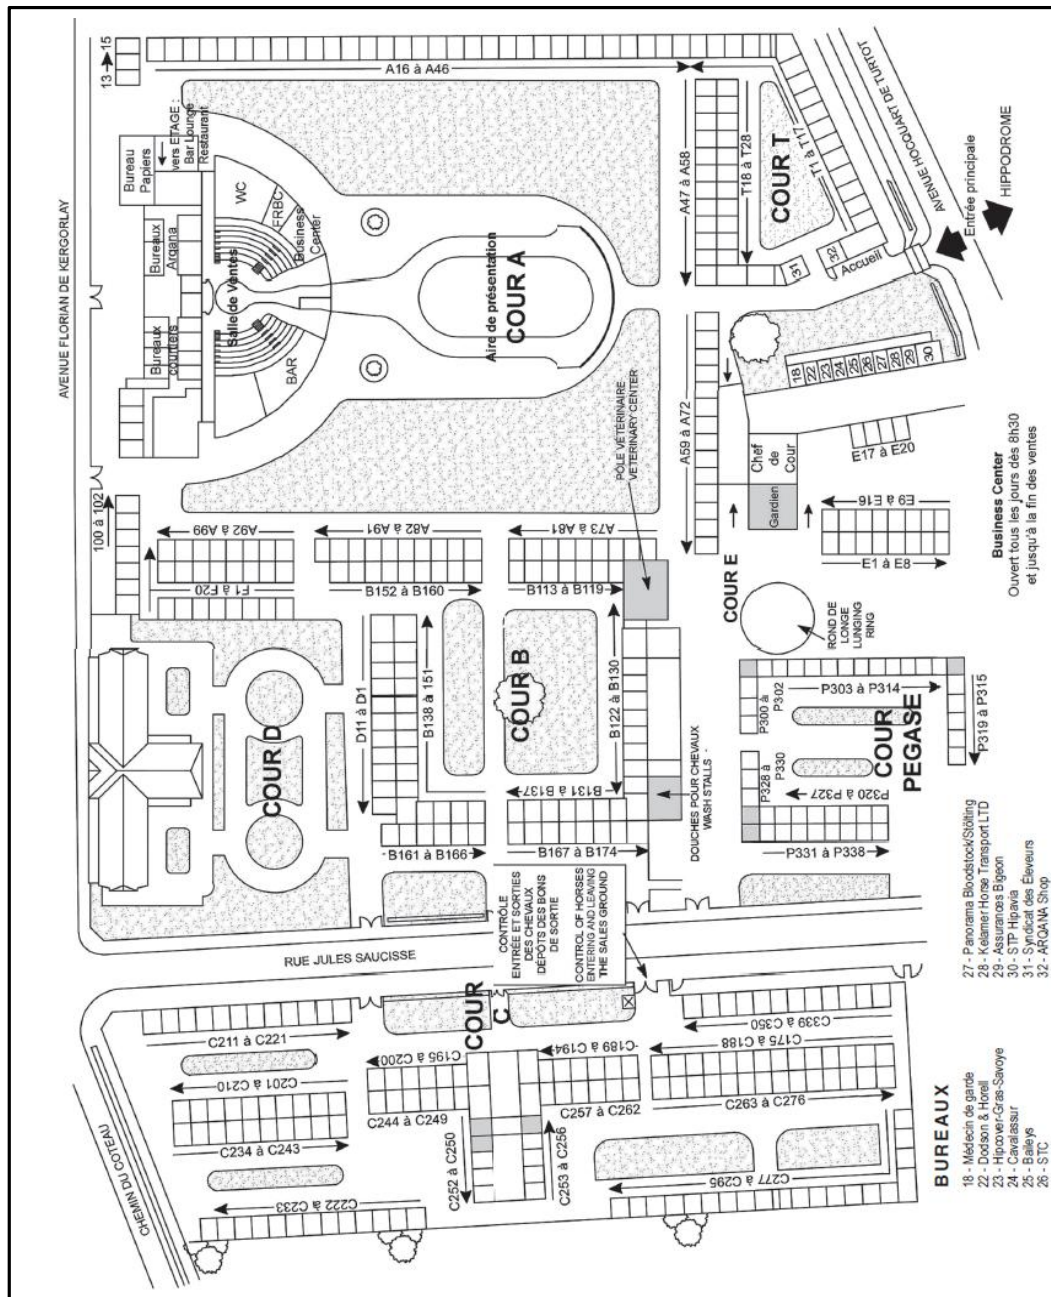 AVENUE FLORIAN DE KERGORLAY
13
15
A16 à A46
AVENUE HOCQUART DE TURTOT
Entrée principale
HIPPODROME
Bureau
Papiers
vers ETAGE :
Bar Lounge
Restaurant
WC
FRBC
Business
Center
Bureaux
Arqana
Salle de Ventes
Bureaux
courtiers
BAR
Aire de présentation
COUR A
A47 à A58
T18 à T28
COUR T
T1 à T17
31
32
Accueil
18
22
23
24
25
26
27
28
29
30
A59 à A72
Chef
de
Cour
Gardien
E17 à E20
E9 à E16
E1 à E8
COUR E
ROND DE
LONGE
LUNGING
RING
Business Center
Ouvert tous les jours dès 8h30
et jusqu'à la fin des ventes
PÔLE VÉTÉRINAIRE
VETERINARY CENTER
100 à 102
A92 à A99
A82 à A91
A73 à A81
F1 à F20
B152 à B160
B113 à B119
COUR D
D11 à D1
B138 à 151
COUR B
B122 à B130
B131 à B137
B161 à B166
B167 à B174
DOUCHES POUR CHEVAUX
WASH STALLS -
P300 à
P302
P303 à P314
P319 à P315
COUR
PEGASE
P328 à
P330
P320 à P327
P331 à P338
RUE JULES SAUCISSE
CONTRÔLE
ENTRÉE ET SORTIES
DES CHEVAUX
DÉPÔTS DES BONS
DE SORTIE
CONTROL OF HORSES
ENTERING AND LEAVING
THE SALES GROUND
CHEMIN DU COTEAU
COUR
C
C211 à C221
C201 à C210
C195 à C200
C189 à C194
C339 à C350
C175 à C188
C234 à C243
C244 à C249
C257 à C262
C263 à C276
C222 à C233
C252 à C250
C253 à C256
C277 à C295
BUREAUX
18 - Médecin de garde
22 - Dodson & Horell
23 - Hipcover-Gras-Savoye
24 - Cavalassur
25 - Baileys
26 - STC
27 - Panorama Bloodstock/Stölting
28 - Kelamer Horse Transport LTD
29 - Assurances Bigeon
30 - STP Hipavia
31 - Syndicat des Éleveurs
32 - ARQANA Shop